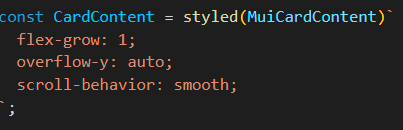 const CardContent = styled(MuiCardContent)`
  flex-grow: 1;
  overflow-y: auto;
  scroll-behavior: smooth;
`;